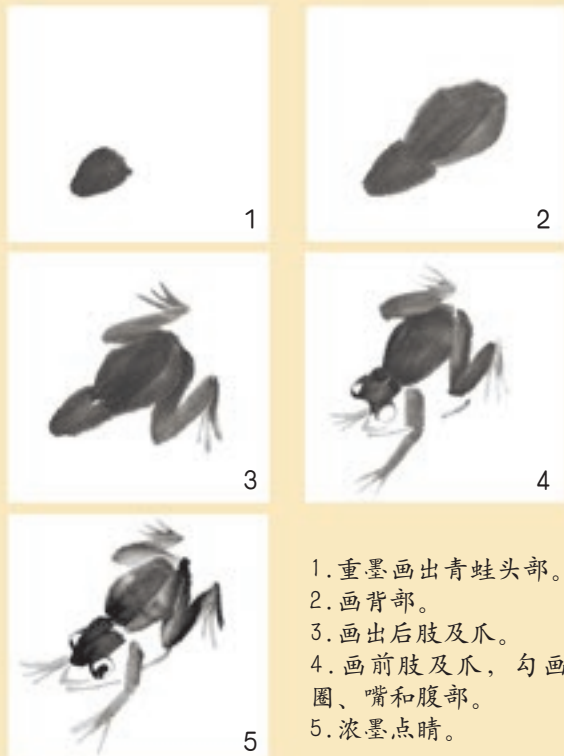 1
2
3
4
5
1.重墨画出青蛙头部。
2.画背部。
3.画出后肢及爪。
4.画前肢及爪，勾画
圈、嘴和腹部。
5.浓墨点睛。